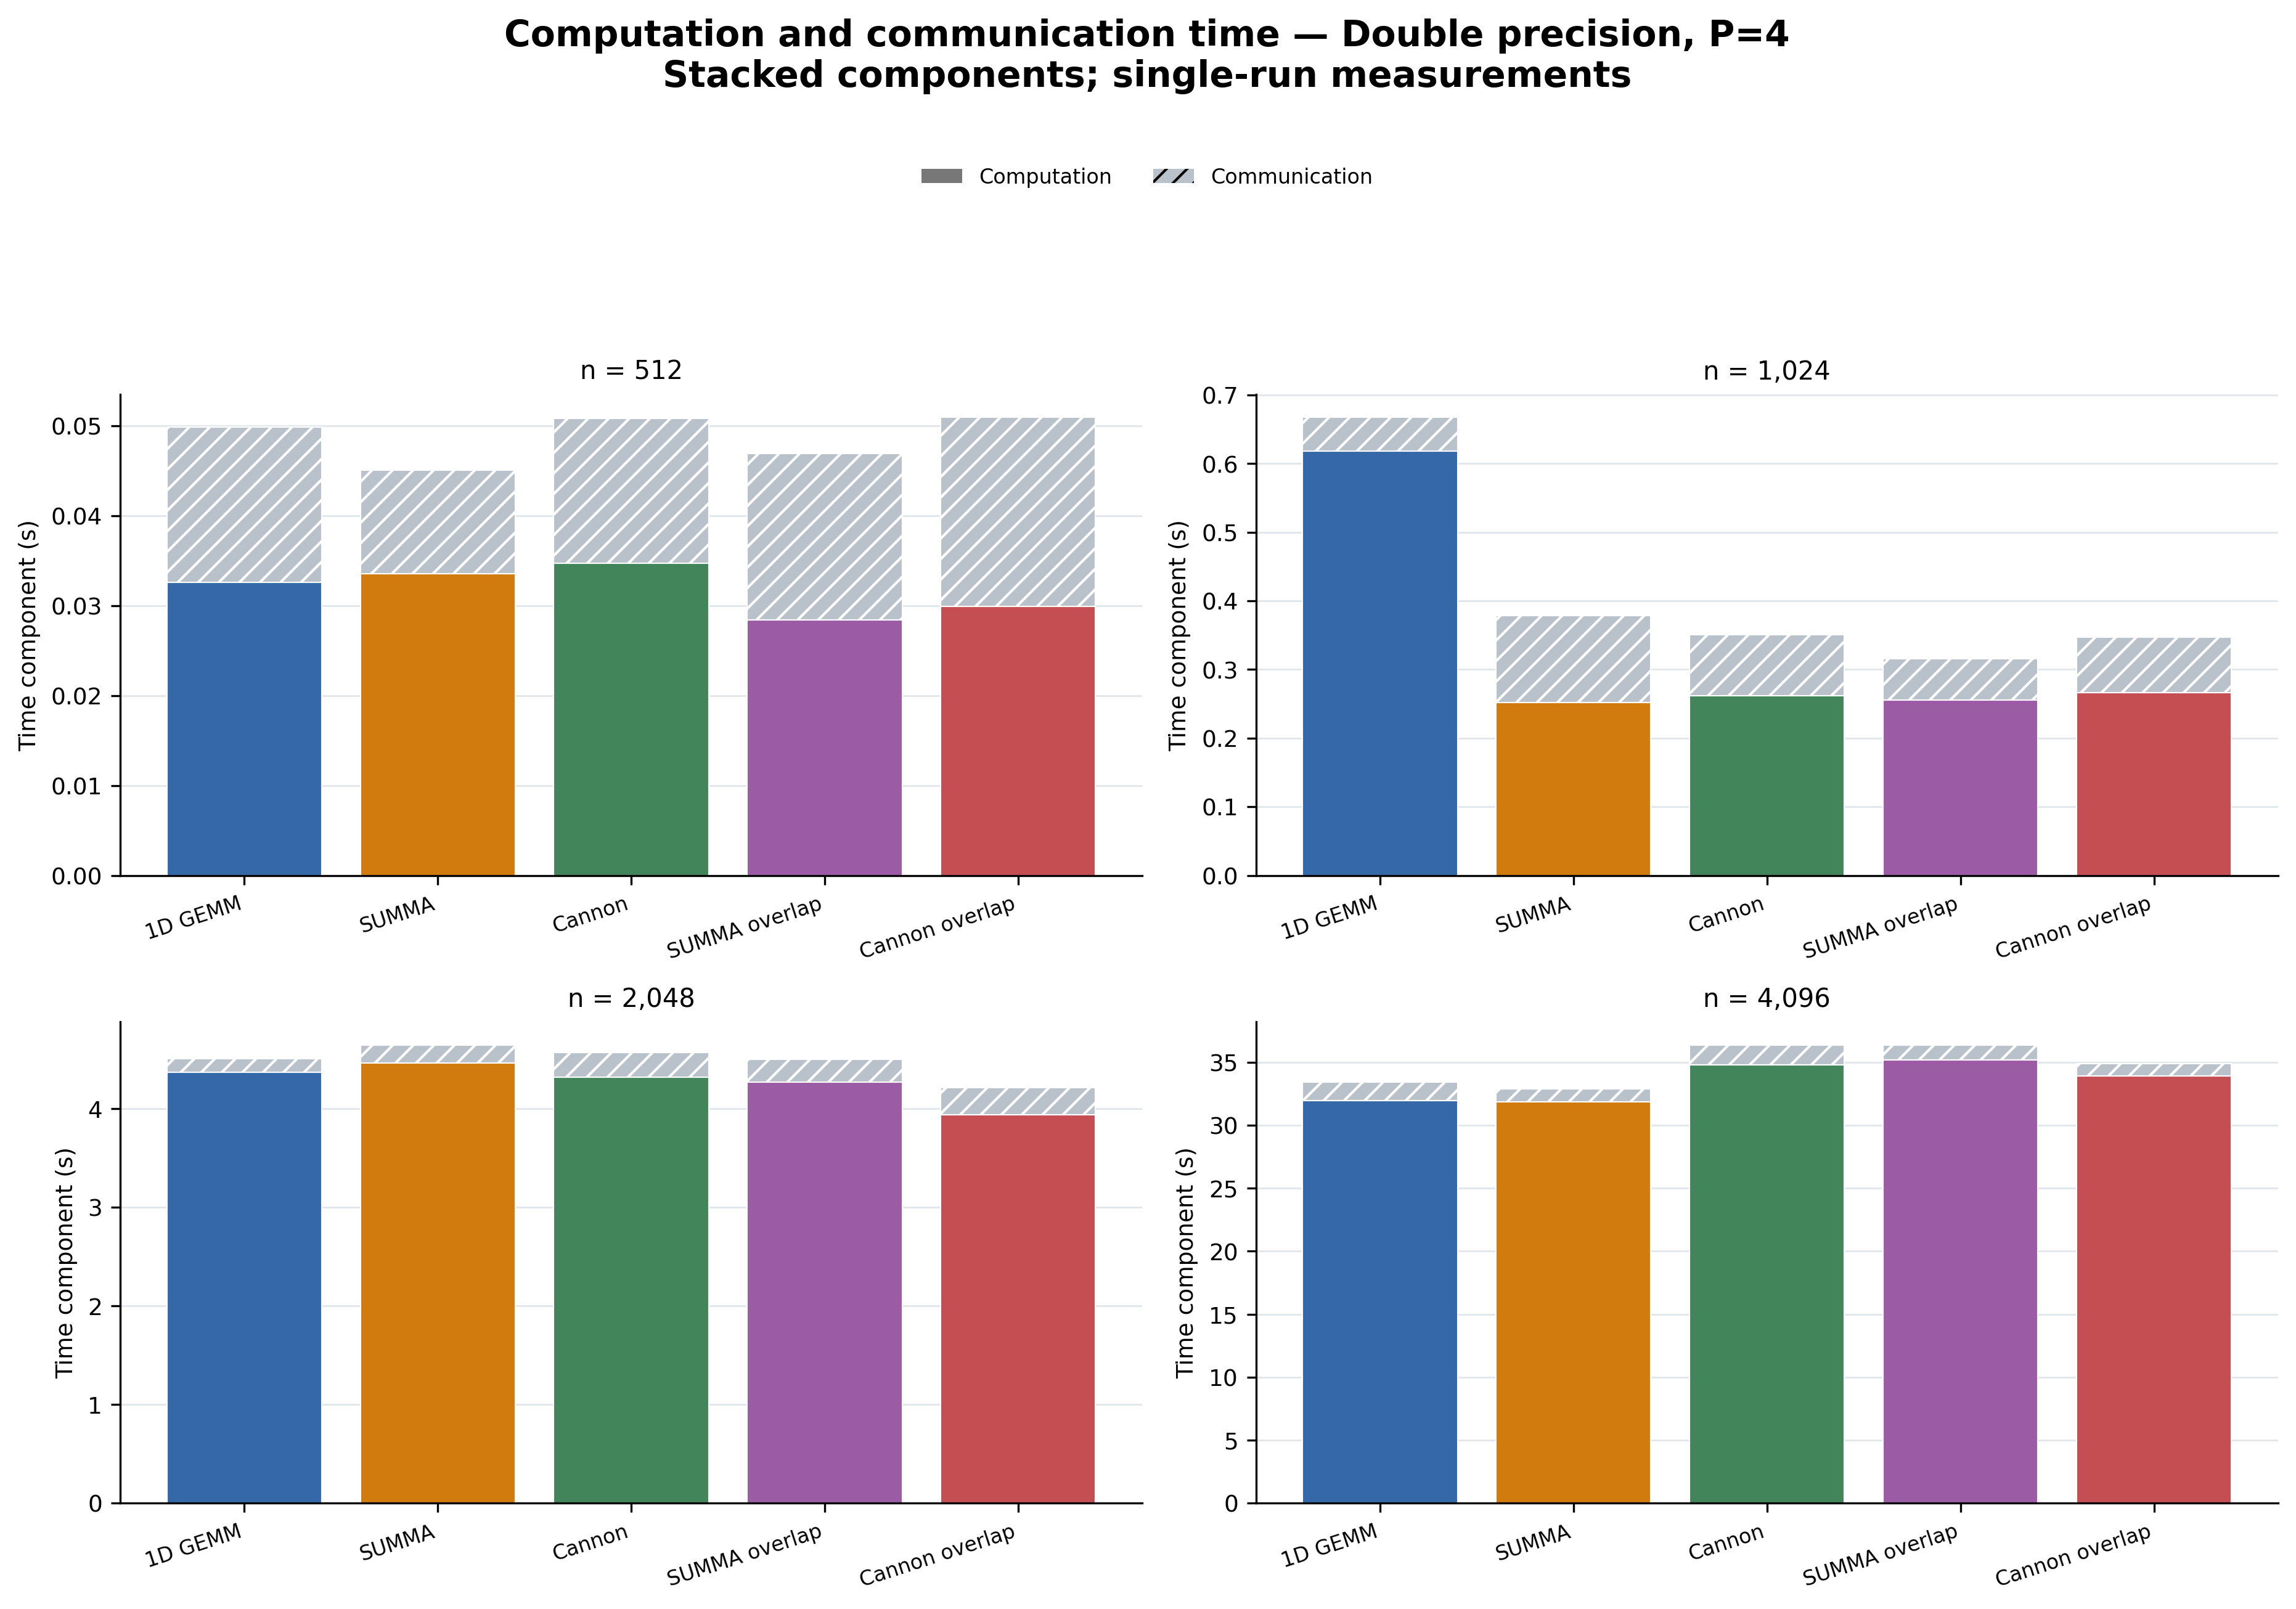 Computation and communication time — Double precision, P=4
Stacked components; single-run measurements
Computation
Communication
n = 512
Time component (s)
0.05
0.04
0.03
0.02
0.01
0.00
1D GEMM
SUMMA
Cannon
SUMMA overlap
Cannon overlap
n = 1,024
Time component (s)
0.7
0.6
0.5
0.4
0.3
0.2
0.1
0.0
1D GEMM
SUMMA
Cannon
SUMMA overlap
Cannon overlap
n = 2,048
Time component (s)
4
3
2
1
0
1D GEMM
SUMMA
Cannon
SUMMA overlap
Cannon overlap
n = 4,096
Time component (s)
35
30
25
20
15
10
5
0
1D GEMM
SUMMA
Cannon
SUMMA overlap
Cannon overlap